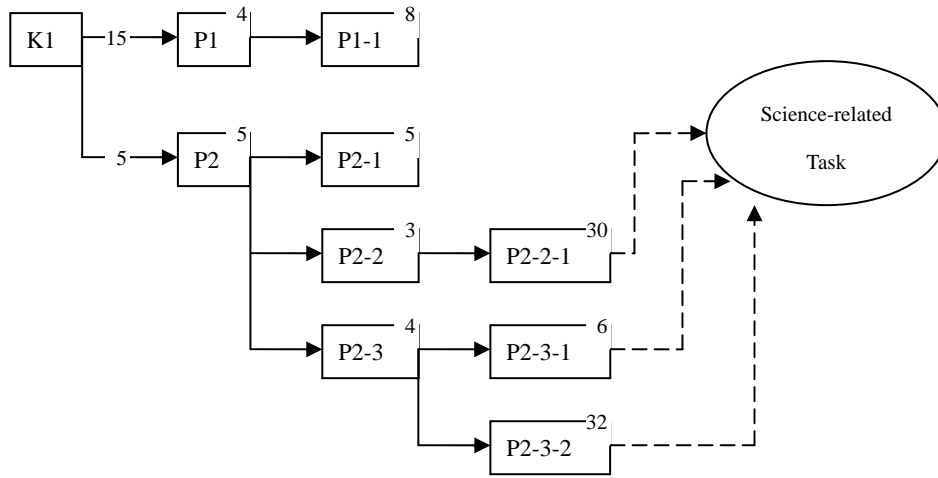 4
8
K1
15
P1
P1-1
Science-related
Task
5
5
5
P2
P2-1
3
30
P2-2
P2-2-1
4
6
P2-3
P2-3-1
32
P2-3-2